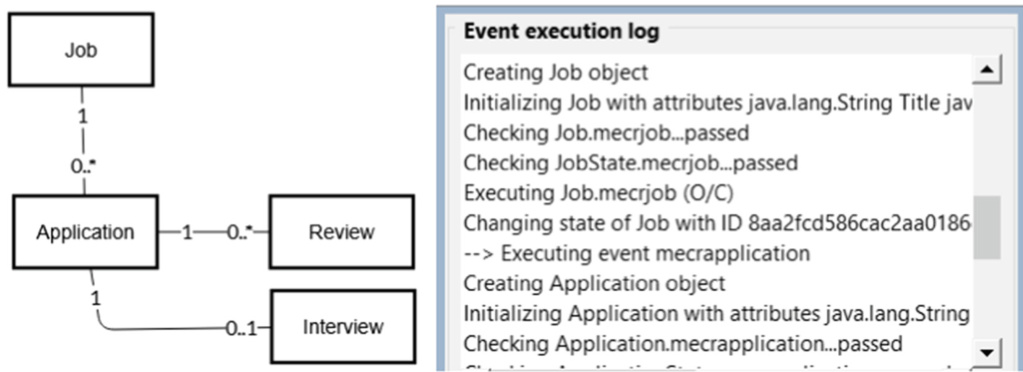 Job
1
0..*
Application
1
0..*
Review
1
0..1
Interview
Event execution log
Creating Job object
Initializing Job with attributes java.lang.String Title jav
Checking Job.mecrjob...passed
Checking JobState.mecrjob...passed
Executing Job.mecrjob (O/C)
Changing state of Job with ID 8aa2fcd586cac2aa0186
--> Executing event mecrapplication
Creating Application object
Initializing Application with attributes java.lang.String
Checking Application.mecrapplication...passed